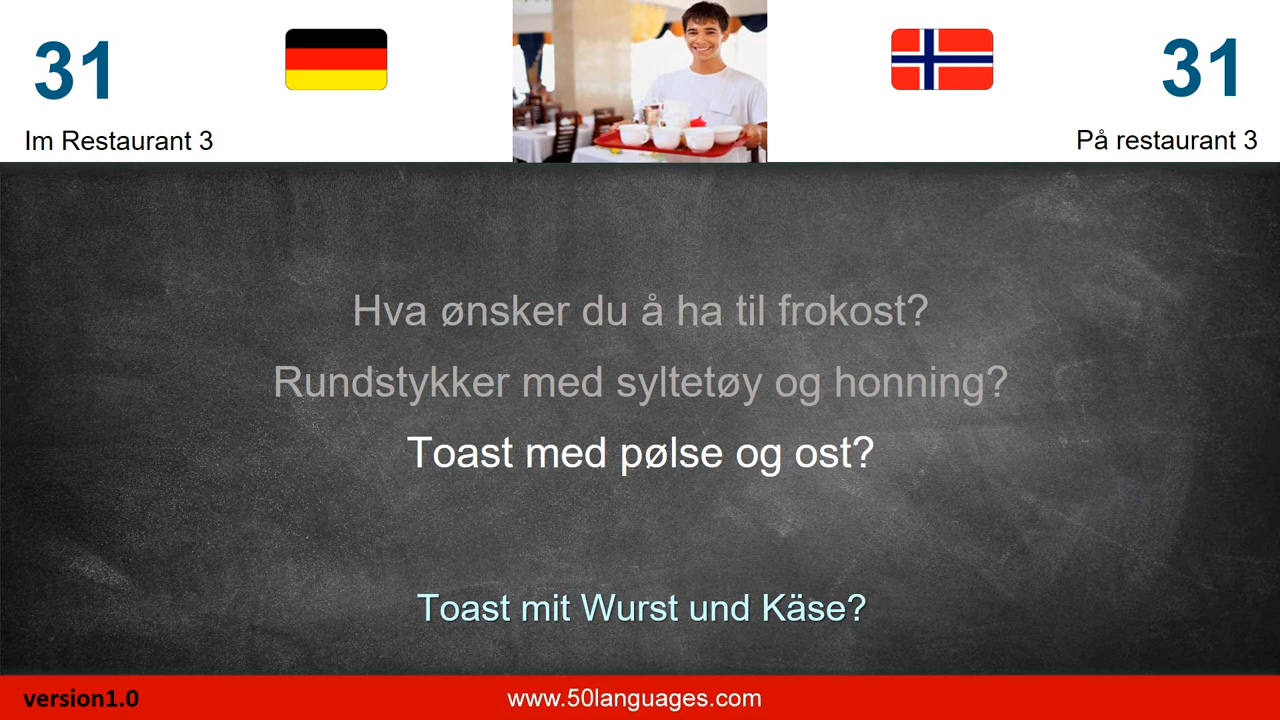 31
31
Im Restaurant 3
På restaurant 3
Hva ønsker du å ha til frokost?
Rundstykker med syltetøy og honning?
Toast med pølse og ost?
Toast mit Wurst und Käse?
version1.0
www.50languages.com